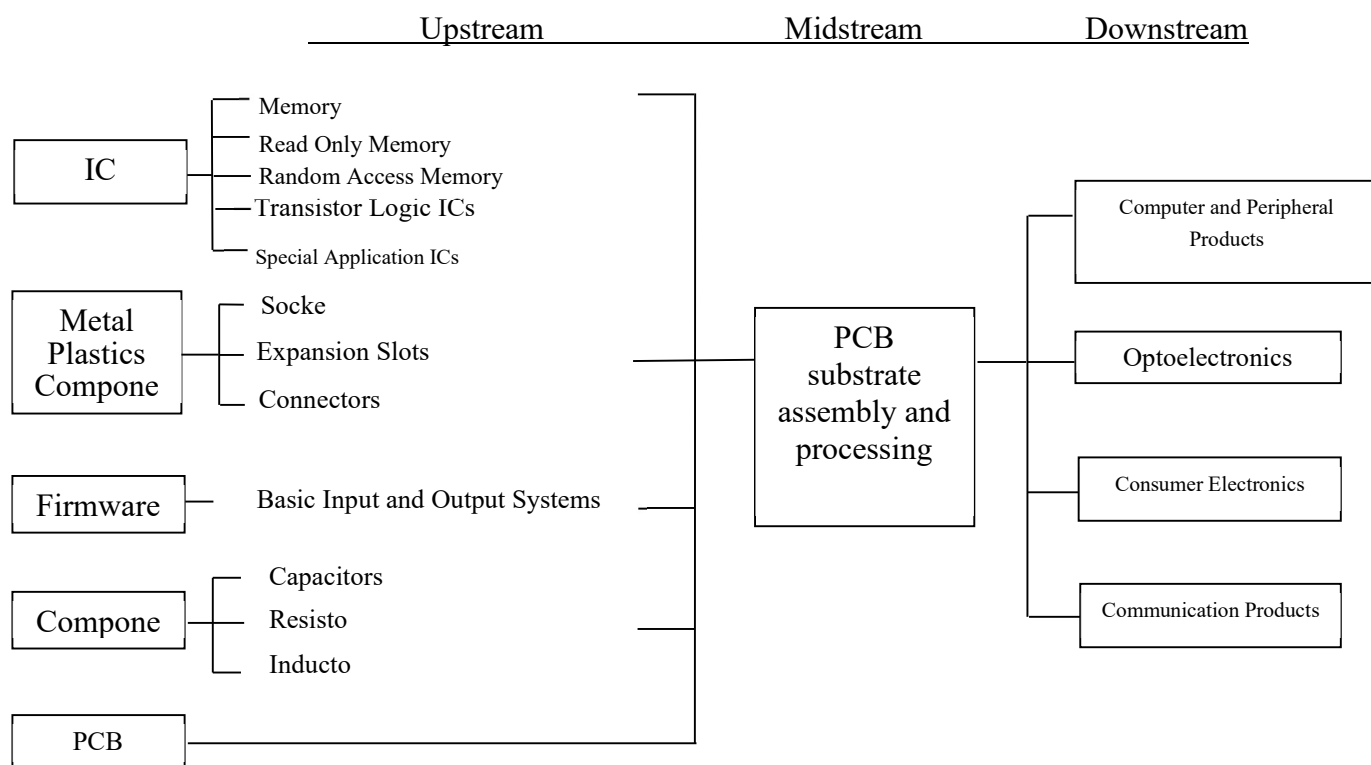 Upstream Midstream Downstream
IC
Memory
Read Only Memory
Random Access Memory
Transistor Logic ICs
Special Application ICs
Metal
Plastics
Compone
Socke
Expansion Slots
Connectors
Firmware
Basic Input and Output Systems
Compone
Capacitors
Resisto
Inducto
PCB
PCB
substrate
assembly and
processing
Computer and Peripheral
Products
Optoelectronics
Consumer Electronics
Communication Products